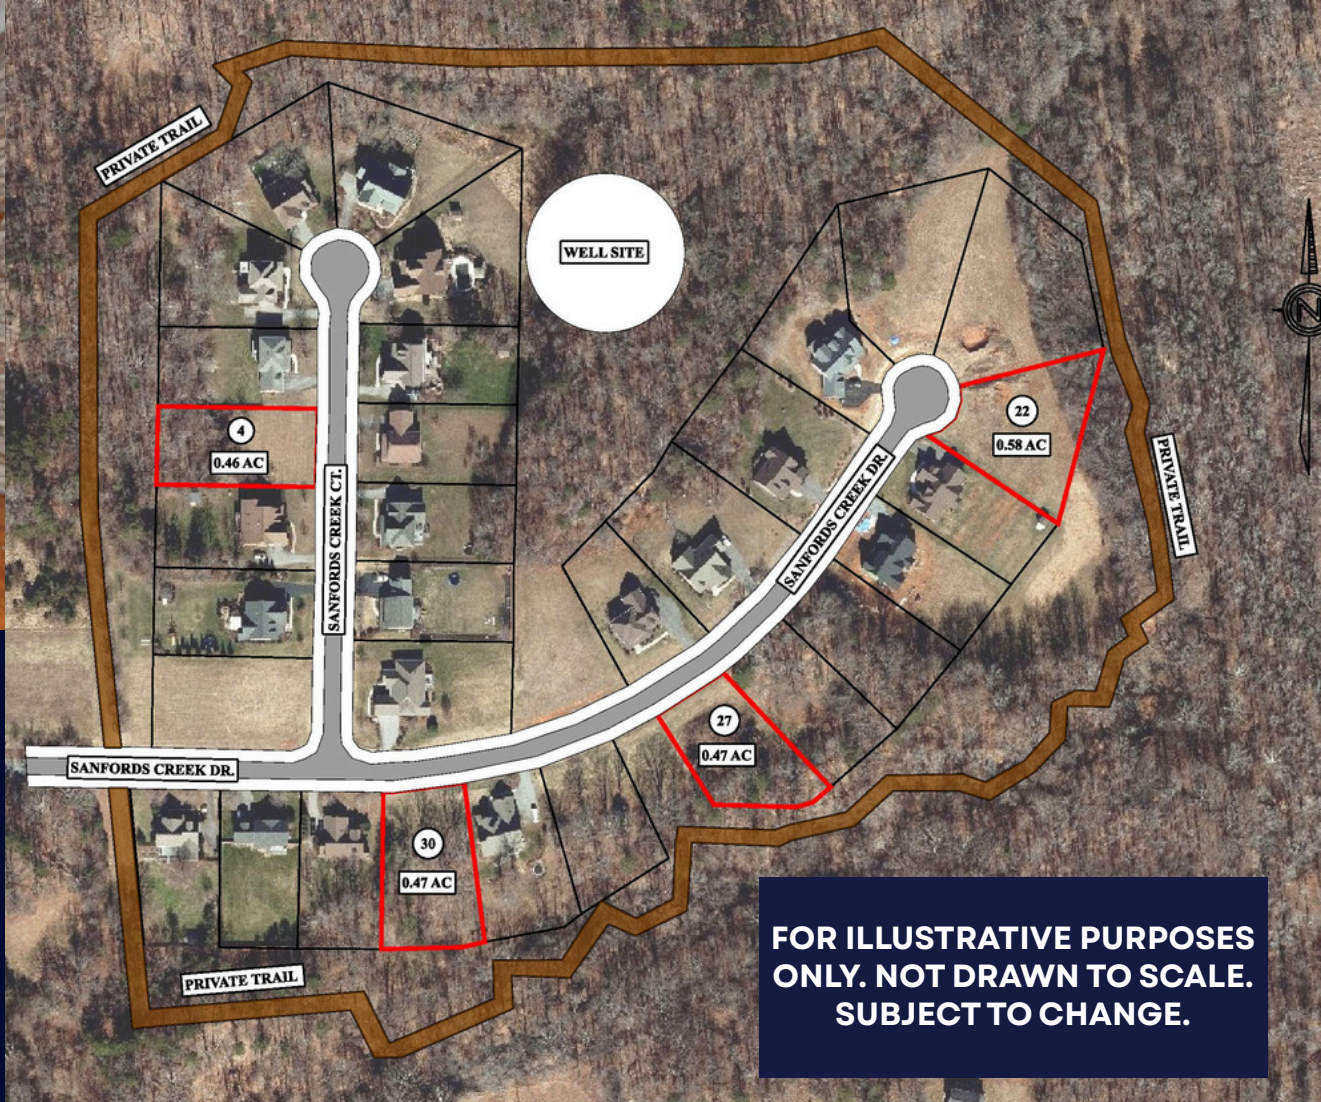 PRIVATE TRAIL
WELL SITE
4
0.46 AC
22
0.58 AC
SANFORDS CREEK CT.
SANFORDS CREEK DR.
PRIVATE TRAIL
N
27
0.47 AC
SANFORDS CREEK DR.
30
0.47 AC
PRIVATE TRAIL
FOR ILLUSTRATIVE PURPOSES
ONLY. NOT DRAWN TO SCALE.
SUBJECT TO CHANGE.